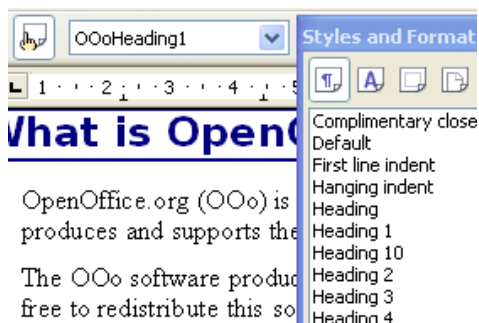 OOoHeading1
Styles and Format
1 · · · 2 · · · 3 · · · 4 · · · 5
What is Open
OpenOffice.org (OOo) is
produces and supports the
The OOo software produc
free to redistribute this so
Complimentary close
Default
First line indent
Hanging indent
Heading
Heading 1
Heading 10
Heading 2
Heading 3
Heading 4